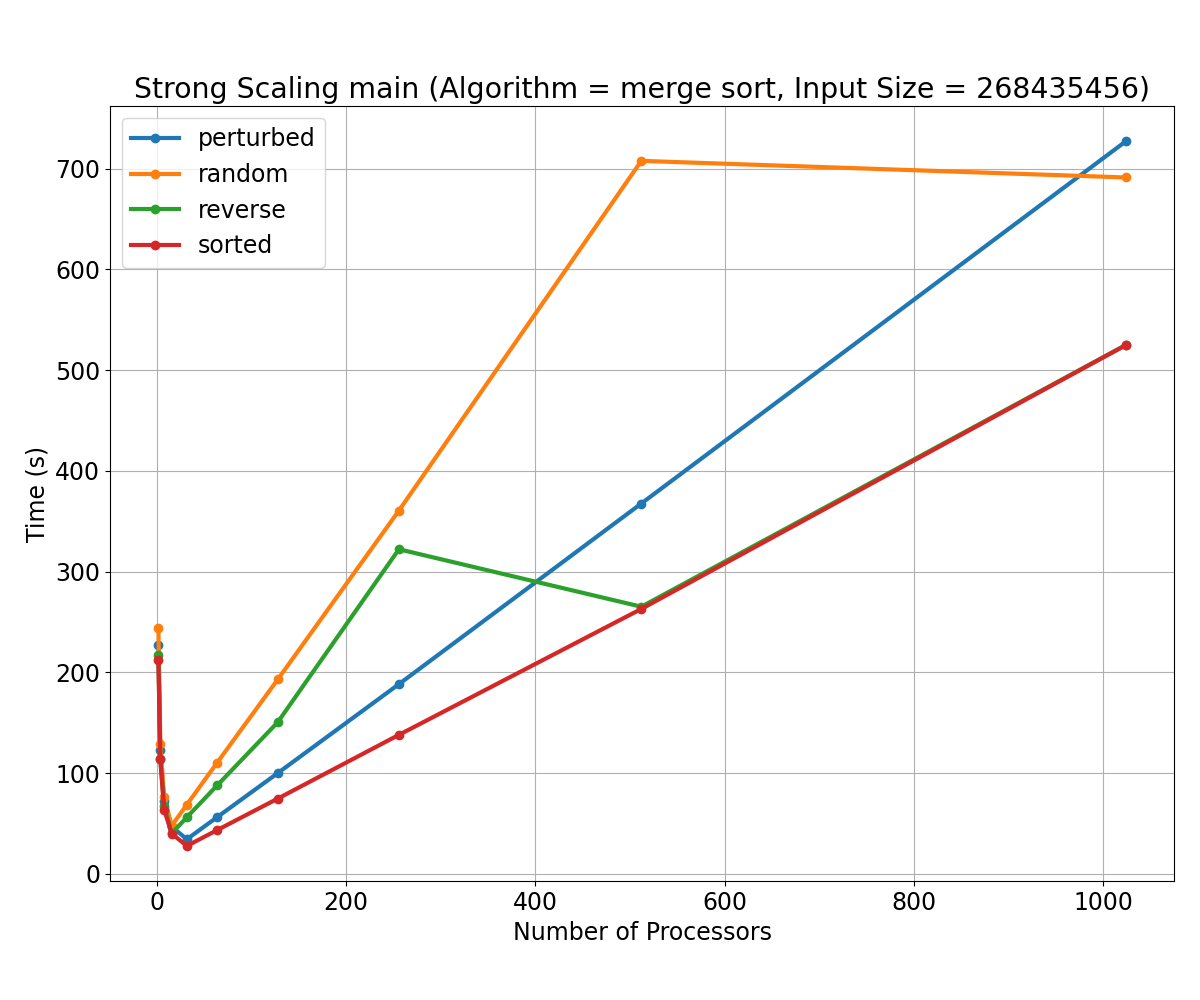 Strong Scaling main (Algorithm = merge sort, Input Size = 268435456)
perturbed
random
reverse
sorted
700
600
500
400
300
200
100
0
Time (s)
0 200 400 600 800 1000
Number of Processors